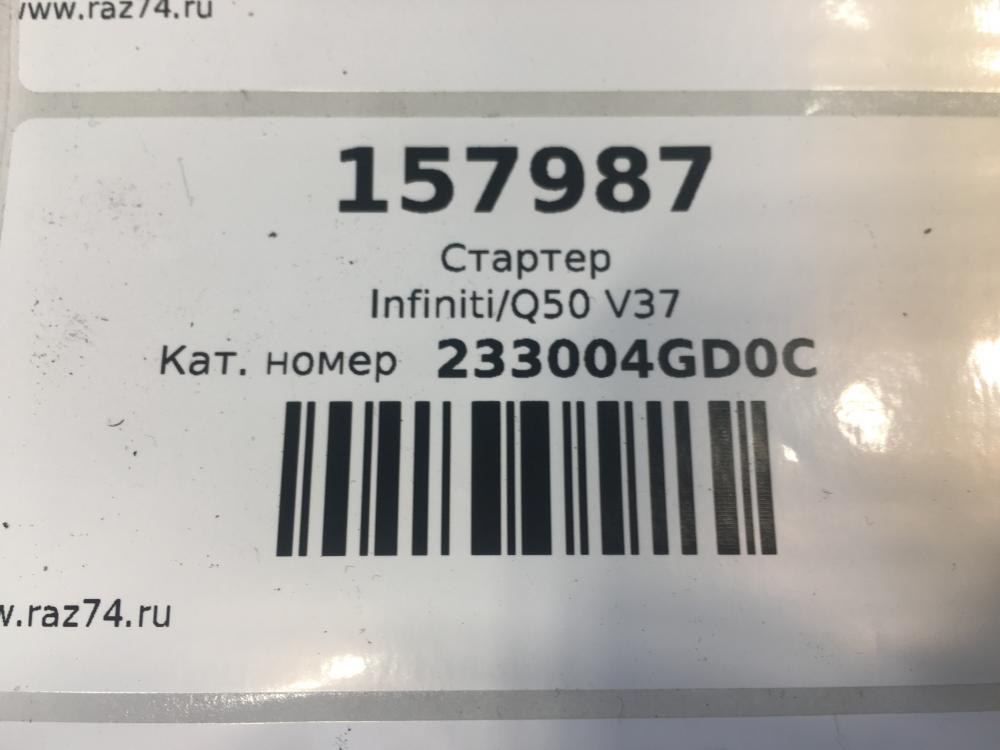 www.raz74.ru
157987
Стартер
Infiniti/Q50 V37
Кат. номер 233004GD0C
w.raz74.ru